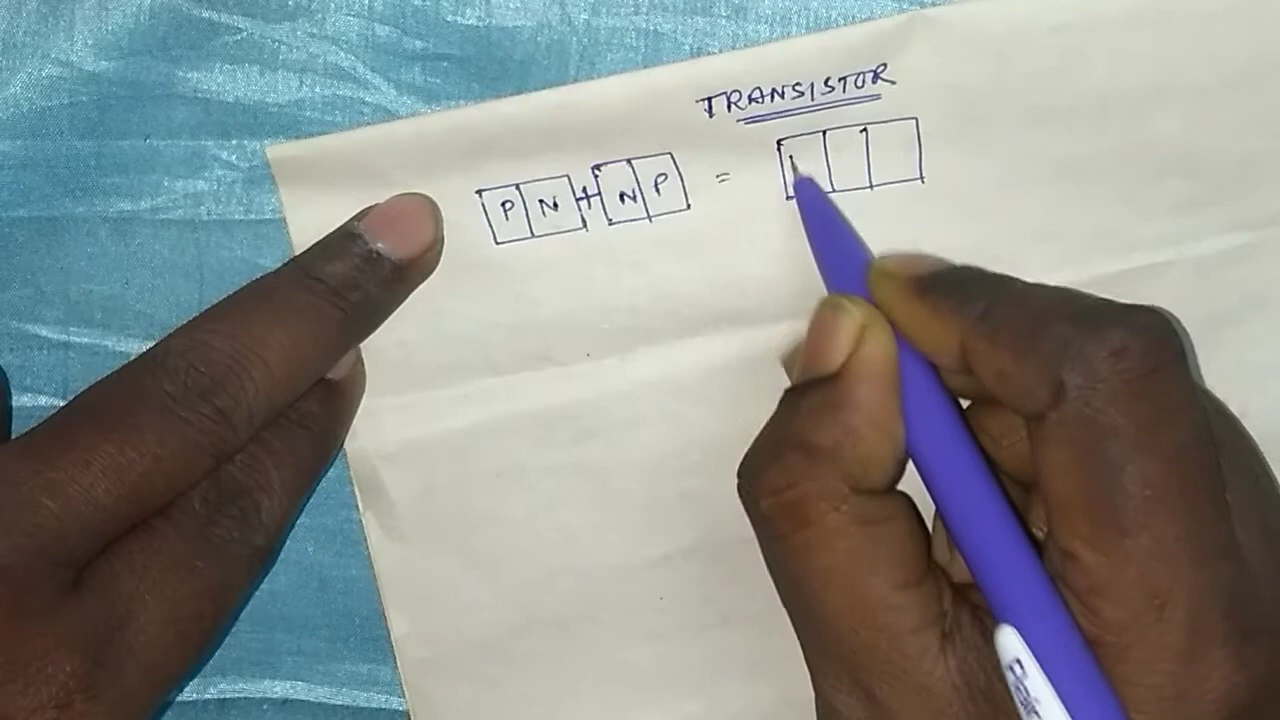 TRANSISTOR
P N + N P =